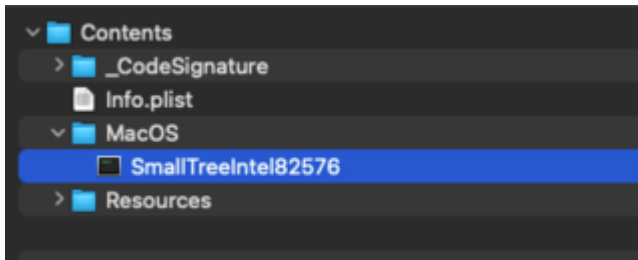 Contents
_CodeSignature
Info.plist
MacOS
SmallTreeIntel82576
Resources